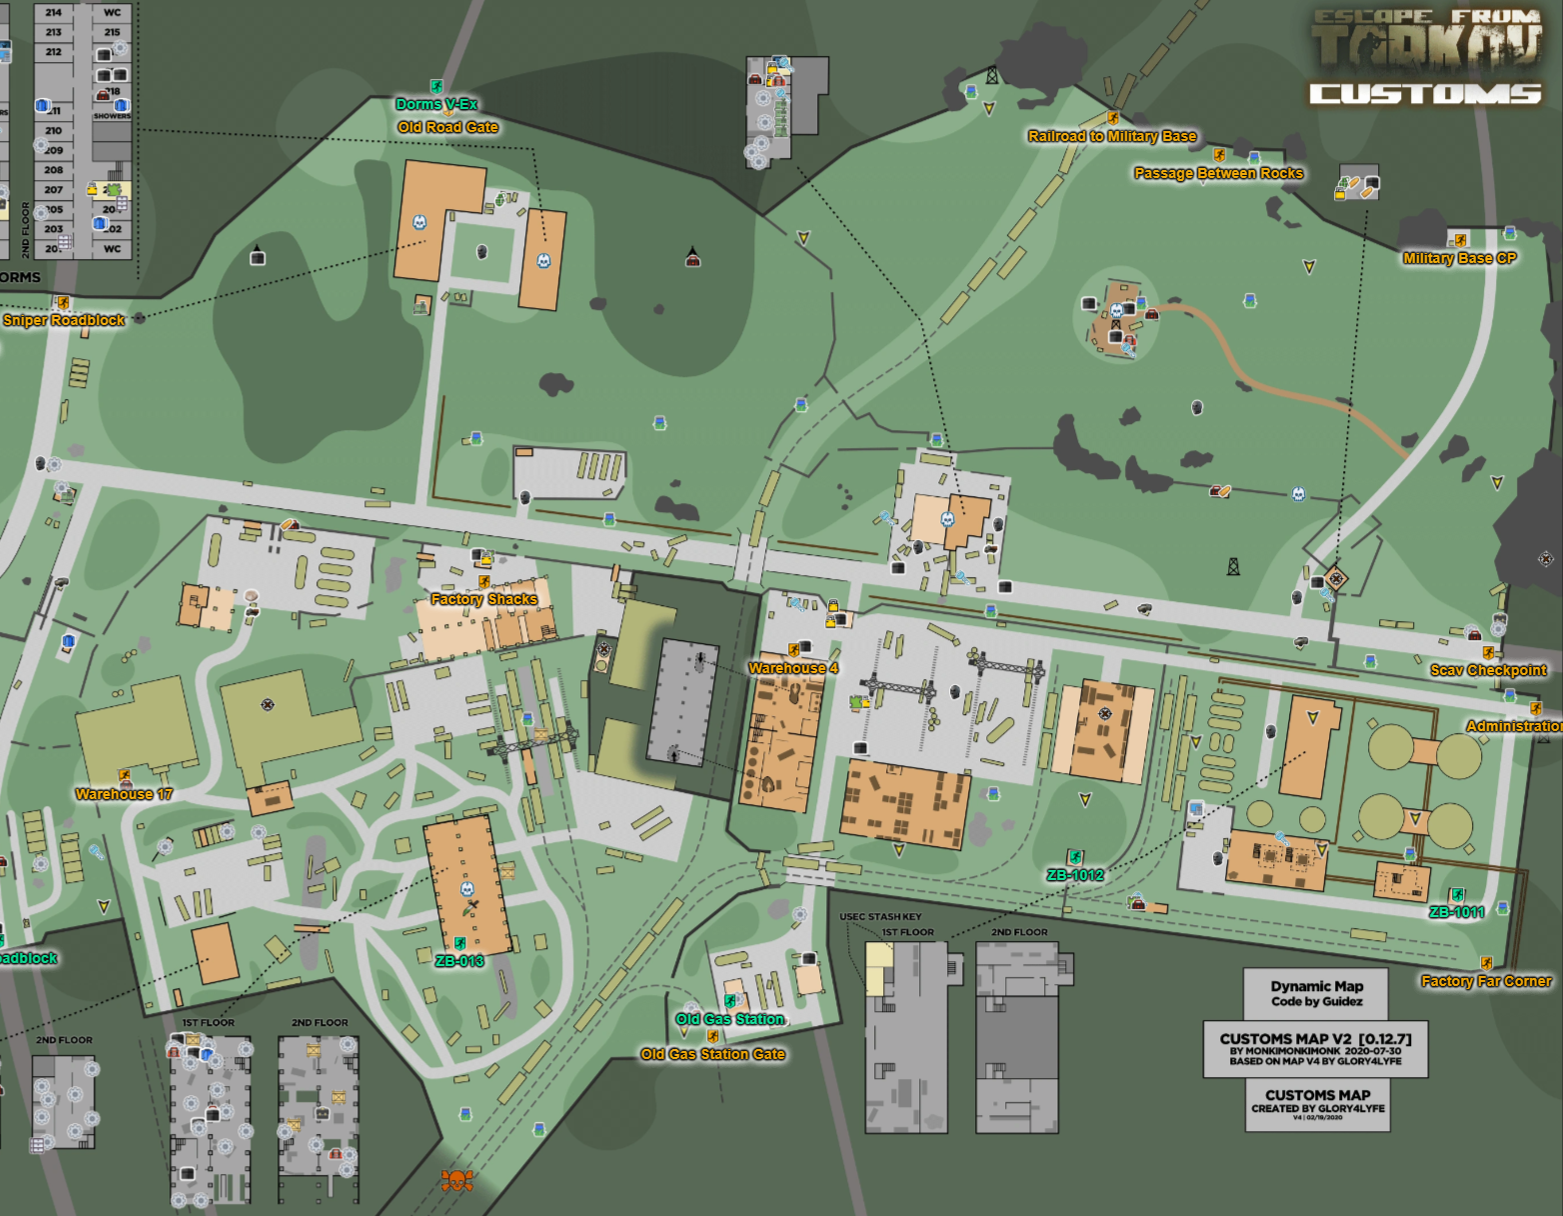 214 WC
213 215
212
218
211 SHOWERS
210
209
208
207
205
203
WC
2ND FLOOR
ORMS
ESCAPE FROM
TARKOV
CUSTOMS
Dorms V-Ex
Old Road Gate
Railroad to Military Base
Passage Between Rocks
Military Base CP
Sniper Roadblock
Factory Shacks
Warehouse 4
Scav Checkpoint
Administration
Warehouse 17
ZB-1012
ZB-1011
USEC STASH KEY
1ST FLOOR
2ND FLOOR
ZB-013
adblock
Factory Far Corner
Old Gas Station
Old Gas Station Gate
1ST FLOOR
2ND FLOOR
2ND FLOOR
Dynamic Map
Code by Guidez
CUSTOMS MAP V2 [0.12.7]
BY MONKIMONKIMONK 2020-07-30
BASED ON MAP V4 BY GLORY4LYFE
CUSTOMS MAP
CREATED BY GLORY4LYFE
V4 | 02/19/2020